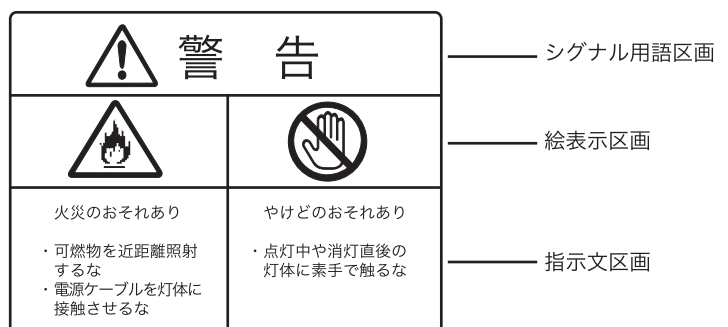 警 告
シグナル用語区画
絵表示区画
火災のおそれあり
・可燃物を近距離照射
するな
・電源ケーブルを灯体に
接触させるな
やけどのおそれあり
・点灯中や消灯直後の
灯体に素手で触るな
指示文区画